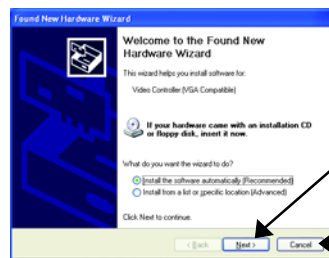 Found New Hardware Wizard
Welcome to the Found New
Hardware Wizard
This wizard helps you install software for:
Video Controller (VGA Compatible)
If your hardware came with an installation CD
or floppy disk, insert it now.
What do you want the wizard to do?
Install the software automatically (Recommended)
Install from a list or specific location (Advanced)
Click Next to continue.
< Back Next > Cancel